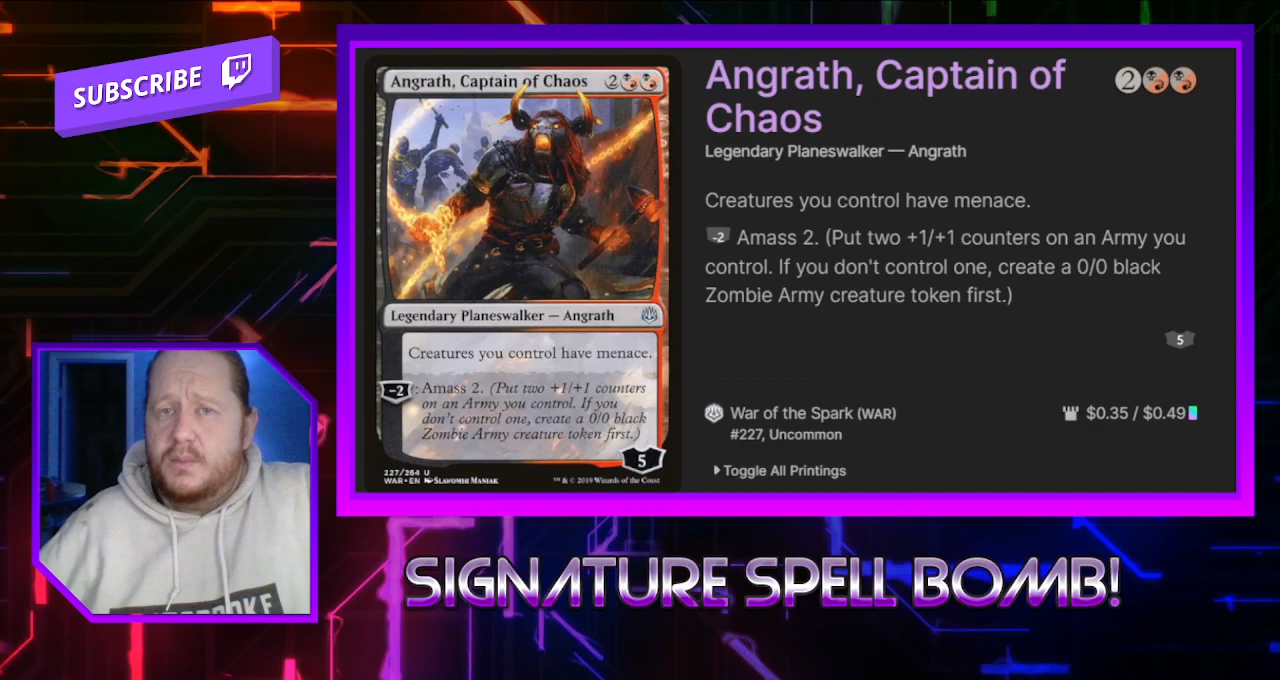 SUBSCRIBE
Angrath, Captain of Chaos 2
Legendary Planeswalker — Angrath
Creatures you control have menace.
-2: Amass 2. (Put two +1/+1 counters
on an Army you control. If you
don't control one, create a 0/0 black
Zombie Army creature token first.)
5
227/264 U
WAR • EN Slawomir Maniak
™ & © 2019 Wizards of the Coast
Angrath, Captain of
Chaos
2
Legendary Planeswalker — Angrath
Creatures you control have menace.
-2 Amass 2. (Put two +1/+1 counters on an Army you
control. If you don't control one, create a 0/0 black
Zombie Army creature token first.)
5
War of the Spark (WAR)
#227, Uncommon
$0.35 / $0.49
Toggle All Printings
SIGNATURE SPELL BOMB!